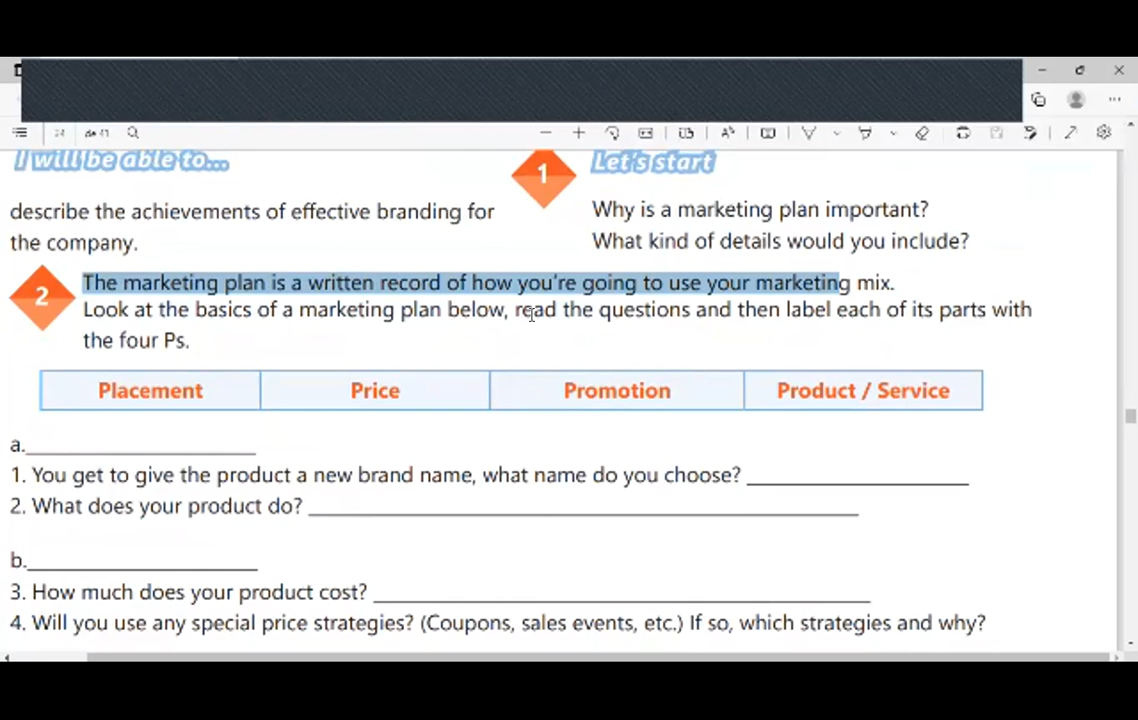 de 41
I will be able to...
Let's start
1
describe the achievements of effective branding for
the company.
Why is a marketing plan important?
What kind of details would you include?
2
The marketing plan is a written record of how you're going to use your marketing mix.
Look at the basics of a marketing plan below, read the questions and then label each of its parts with
the four Ps.
Placement Price Promotion Product / Service
a.
1. You get to give the product a new brand name, what name do you choose?
2. What does your product do?
b.
3. How much does your product cost?
4. Will you use any special price strategies? (Coupons, sales events, etc.) If so, which strategies and why?